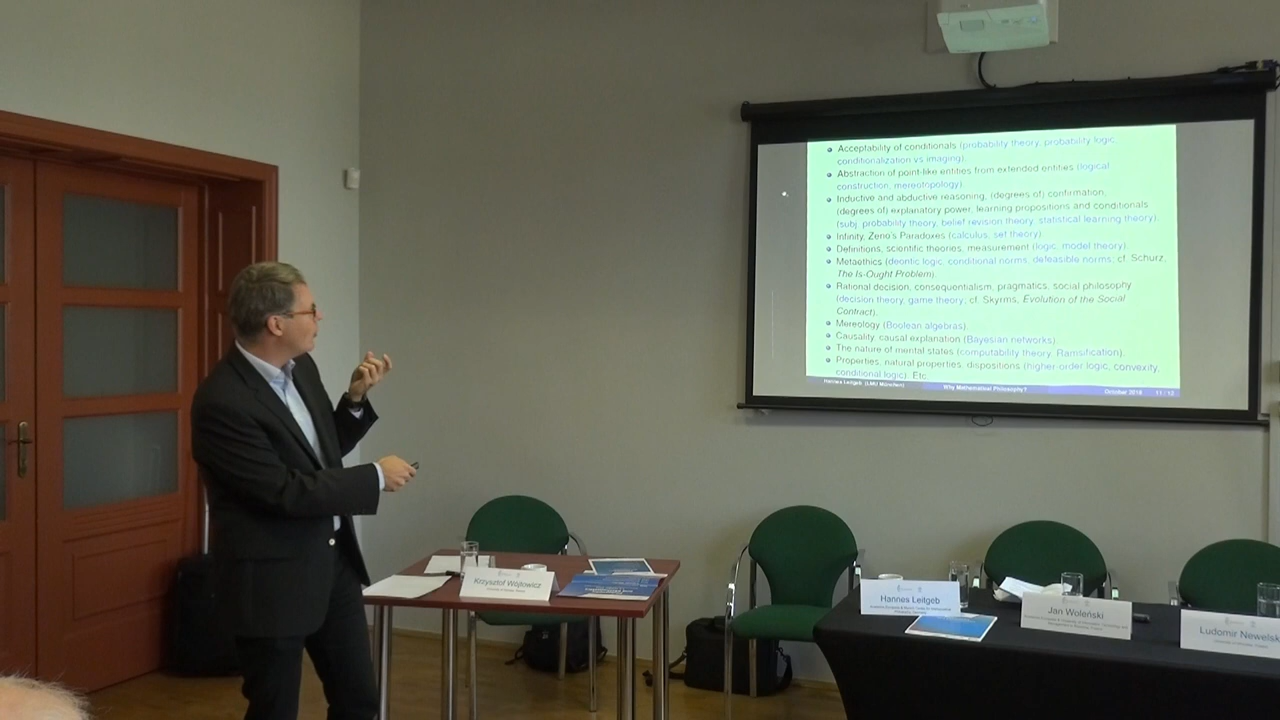 Acceptability of conditionals (probability theory, probability logic,
conditionalization vs imaging).
Abstraction of point-like entities from extended entities (logical
construction, mereotopology).
Inductive and abductive reasoning, (degrees of) confirmation,
(degrees of) explanatory power, learning propositions and conditionals
(subj. probability theory, belief revision theory, statistical learning theory).
Infinity, Zeno's Paradoxes (calculus, set theory).
Definitions, scientific theories, measurement (logic, model theory).
Metaethics (deontic logic, conditional norms, defeasible norms; cf. Schurz,
The Is-Ought Problem).
Rational decision, consequentialism, pragmatics, social philosophy
(decision theory, game theory; cf. Skyrms, Evolution of the Social
Contract).
Mereology (Boolean algebras).
Causality, causal explanation (Bayesian networks).
The nature of mental states (computability theory, Ramsification).
Properties, natural properties, dispositions (higher-order logic, convexity,
conditional logic). Etc.
Hannes Leitgeb (LMU München) Why Mathematical Philosophy? October 2016 11 / 12
Krzysztof Wójtowicz
Hannes Leitgeb
Jan Woleński
Ludomir Newelsk